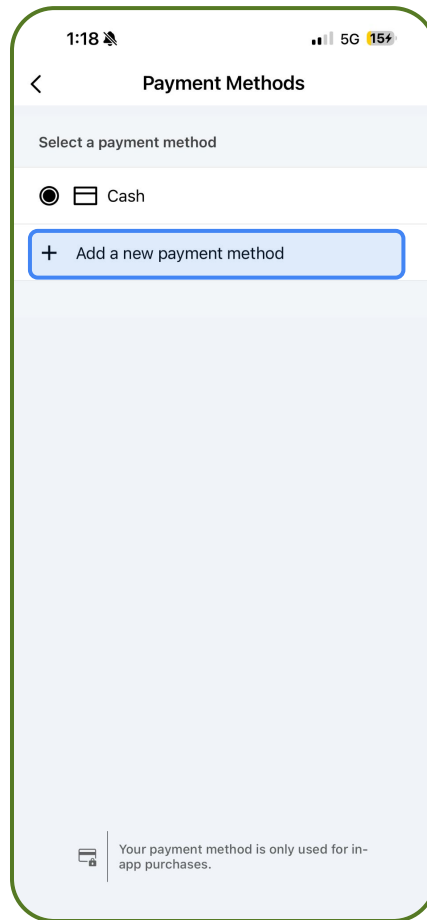 1:18 5G 15
Payment Methods
Select a payment method
Cash
Add a new payment method
Your payment method is only used for in-
app purchases.